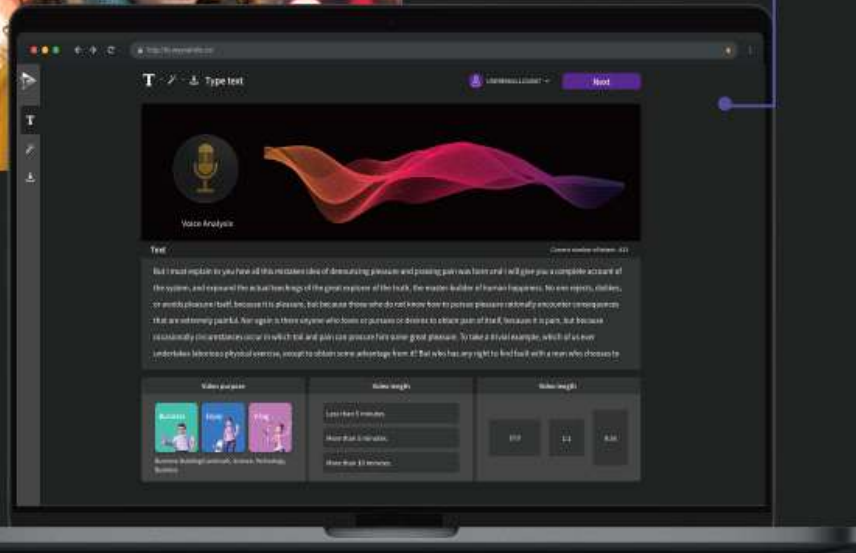 T Type text
Next
T
Voice Analysis
Text
But I must explain to you how all this mistaken idea of denouncing pleasure and praising pain was born and I will give you a complete account of
the system, and expound the actual teachings of the great explorer of the truth, the master-builder of human happiness. No one rejects, dislikes,
or avoids pleasure itself, because it is pleasure, but because those who do not know how to pursue pleasure rationally encounter consequences
that are extremely painful. Nor again is there anyone who loves or pursues or desires to obtain pain of itself, because it is pain, but because
occasionally circumstances occur in which toil and pain can procure him some great pleasure. To take a trivial example, which of us ever
undertakes laborious physical exercise, except to obtain some advantage from it? But who has any right to find fault with a man who chooses to
Video purpose
Video length
Video length
Business
Vlog
Less than 5 minutes
More than 5 minutes
More than 10 minutes
1:1
9:16
Technology,
Business